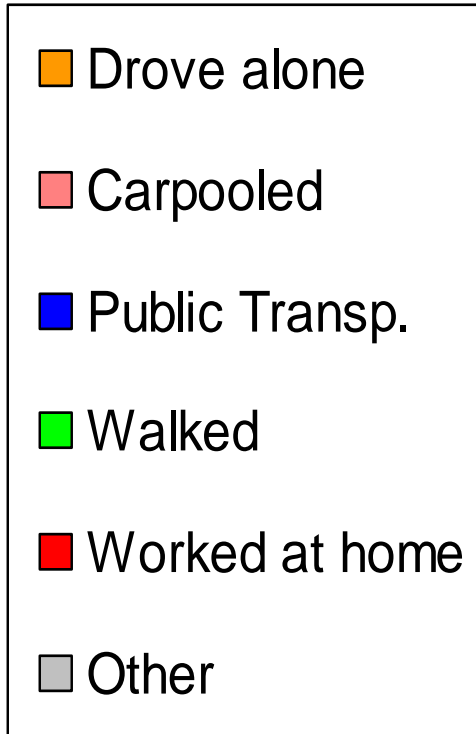 Drove alone
Carpooled
Public Transp.
Walked
Worked at home
Other